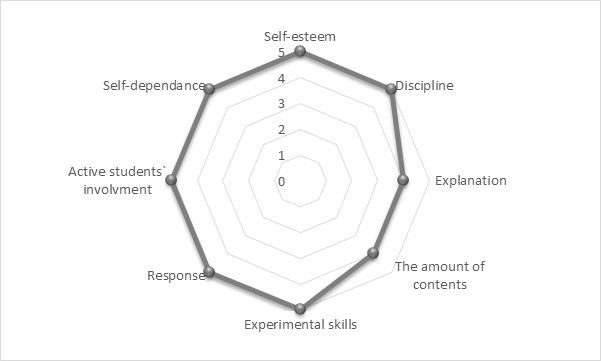 Self-esteem
5
Self-dependance
Discipline
4
3
2
1
Active students`
involvment
0
Explanation
Response
The amount of
contents
Experimental skills